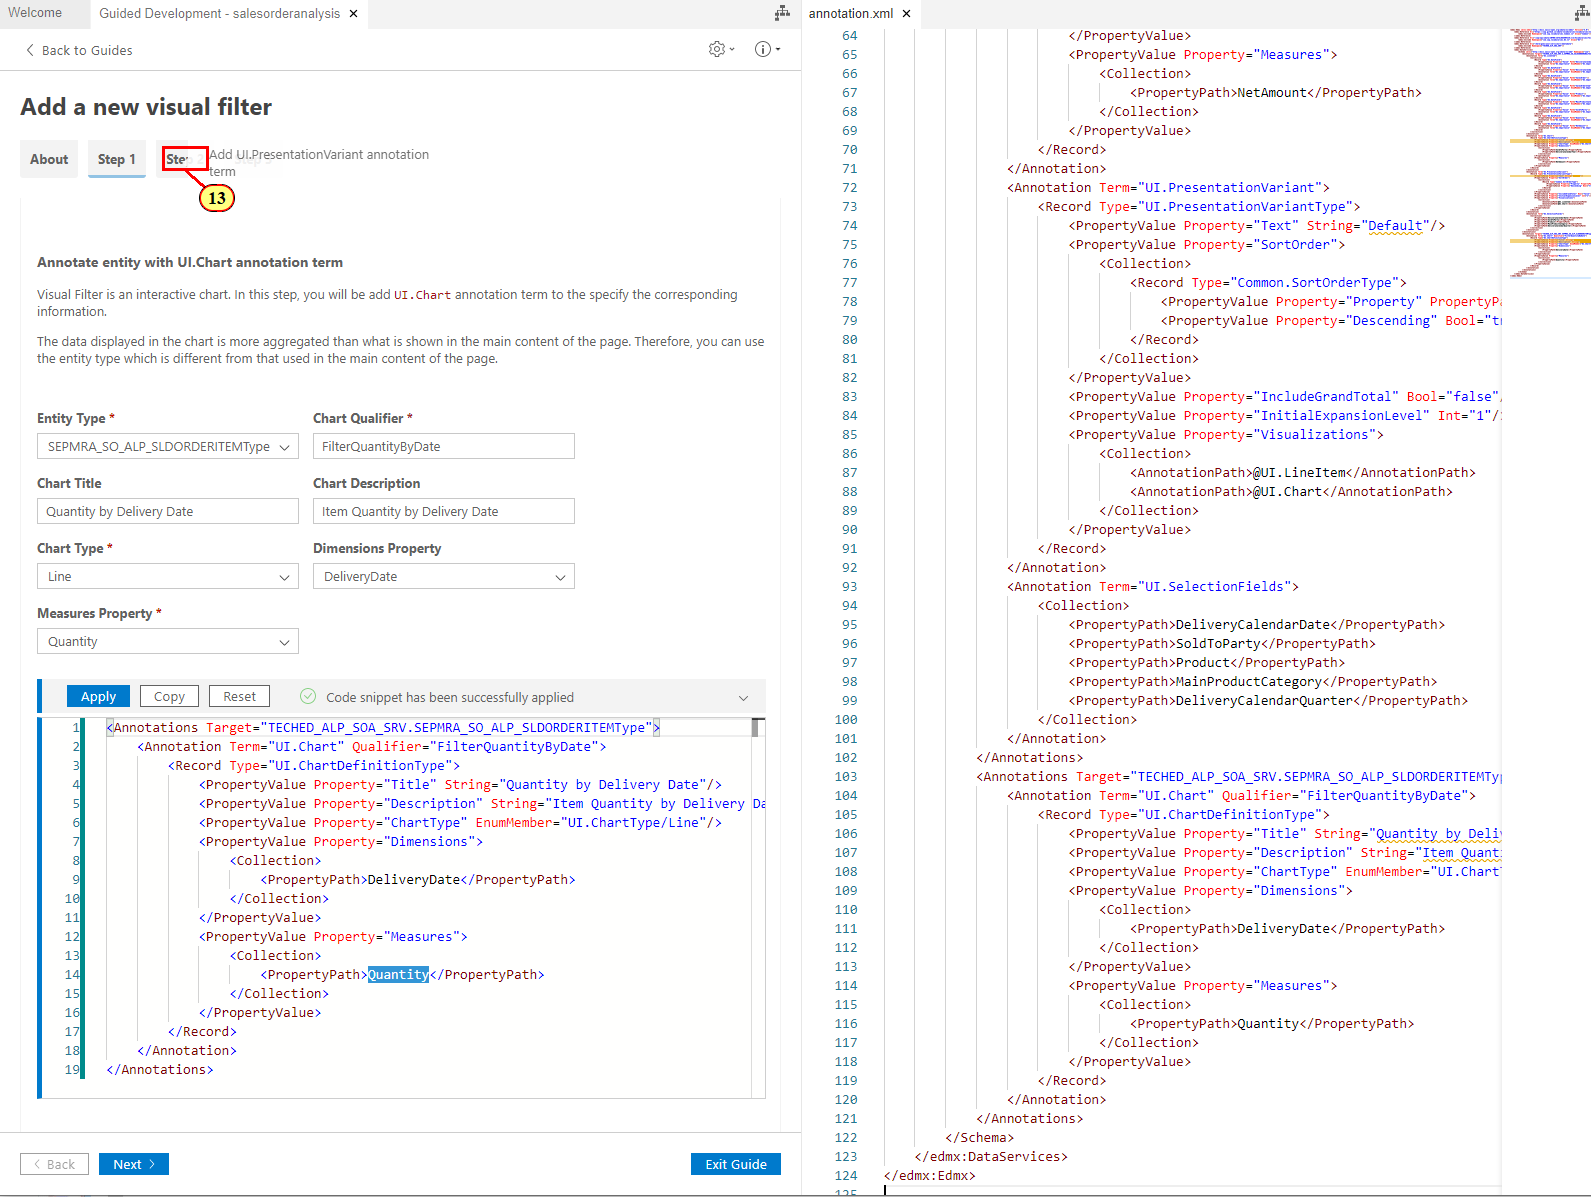 Welcome
Guided Development - salesorderanalysis
Back to Guides
Add a new visual filter
About
Step 1
Ste
Add UI.PresentationVariant annotation
term
13
Annotate entity with UI.Chart annotation term
Visual Filter is an interactive chart. In this step, you will be add UI.Chart annotation term to the specify the corresponding
information.
The data displayed in the chart is more aggregated than what is shown in the main content of the page. Therefore, you can use
the entity type which is different from that used in the main content of the page.
Entity Type *
Chart Qualifier *
SEPMRA_SO_ALP_SLDORDERITEMType
FilterQuantityByDate
Chart Title
Chart Description
Quantity by Delivery Date
Item Quantity by Delivery Date
Chart Type *
Dimensions Property
Line
DeliveryDate
Measures Property *
Quantity
Apply
Copy
Reset
Code snippet has been successfully applied
1 <Annotations Target="TECHED_ALP_SOA_SRV.SEPMRA_SO_ALP_SLDORDERITEMType">
2 <Annotation Term="UI.Chart" Qualifier="FilterQuantityByDate">
3 <Record Type="UI.ChartDefinitionType">
4 <PropertyValue Property="Title" String="Quantity by Delivery Date"/>
5 <PropertyValue Property="Description" String="Item Quantity by Delivery Da
6 <PropertyValue Property="ChartType" EnumMember="UI.ChartType/Line"/>
7 <PropertyValue Property="Dimensions">
8 <Collection>
9 <PropertyPath>DeliveryDate</PropertyPath>
10 </Collection>
11 </PropertyValue>
12 <PropertyValue Property="Measures">
13 <Collection>
14 <PropertyPath>Quantity</PropertyPath>
15 </Collection>
16 </PropertyValue>
17 </Record>
18 </Annotation>
19 </Annotations>
Back
Next
Exit Guide
annotation.xml
64 </PropertyValue>
65 <PropertyValue Property="Measures">
66 <Collection>
67 <PropertyPath>NetAmount</PropertyPath>
68 </Collection>
69 </PropertyValue>
70 </Record>
71 </Annotation>
72 <Annotation Term="UI.PresentationVariant">
73 <Record Type="UI.PresentationVariantType">
74 <PropertyValue Property="Text" String="Default"/>
75 <PropertyValue Property="SortOrder">
76 <Collection>
77 <Record Type="Common.SortOrderType">
78 <PropertyValue Property="Property" PropertyP
79 <PropertyValue Property="Descending" Bool="t
80 </Record>
81 </Collection>
82 </PropertyValue>
83 <PropertyValue Property="IncludeGrandTotal" Bool="false"/
84 <PropertyValue Property="InitialExpansionLevel" Int="1"/
85 <PropertyValue Property="Visualizations">
86 <Collection>
87 <AnnotationPath>@UI.LineItem</AnnotationPath>
88 <AnnotationPath>@UI.Chart</AnnotationPath>
89 </Collection>
90 </PropertyValue>
91 </Record>
92 </Annotation>
93 <Annotation Term="UI.SelectionFields">
94 <Collection>
95 <PropertyPath>DeliveryCalendarDate</PropertyPath>
96 <PropertyPath>SoldToParty</PropertyPath>
97 <PropertyPath>Product</PropertyPath>
98 <PropertyPath>MainProductCategory</PropertyPath>
99 <PropertyPath>DeliveryCalendarQuarter</PropertyPath>
100 </Collection>
101 </Annotation>
102 </Annotations>
103 <Annotations Target="TECHED_ALP_SOA_SRV.SEPMRA_SO_ALP_SLDORDERITEMTy
104 <Annotation Term="UI.Chart" Qualifier="FilterQuantityByDate">
105 <Record Type="UI.ChartDefinitionType">
106 <PropertyValue Property="Title" String="Quantity by Deli
107 <PropertyValue Property="Description" String="Item Quant
108 <PropertyValue Property="ChartType" EnumMember="UI.Chart
109 <PropertyValue Property="Dimensions">
110 <Collection>
111 <PropertyPath>DeliveryDate</PropertyPath>
112 </Collection>
113 </PropertyValue>
114 <PropertyValue Property="Measures">
115 <Collection>
116 <PropertyPath>Quantity</PropertyPath>
117 </Collection>
118 </PropertyValue>
119 </Record>
120 </Annotation>
121 </Annotations>
122 </Schema>
123 </edmx:DataServices>
124 </edmx:Edmx>
125